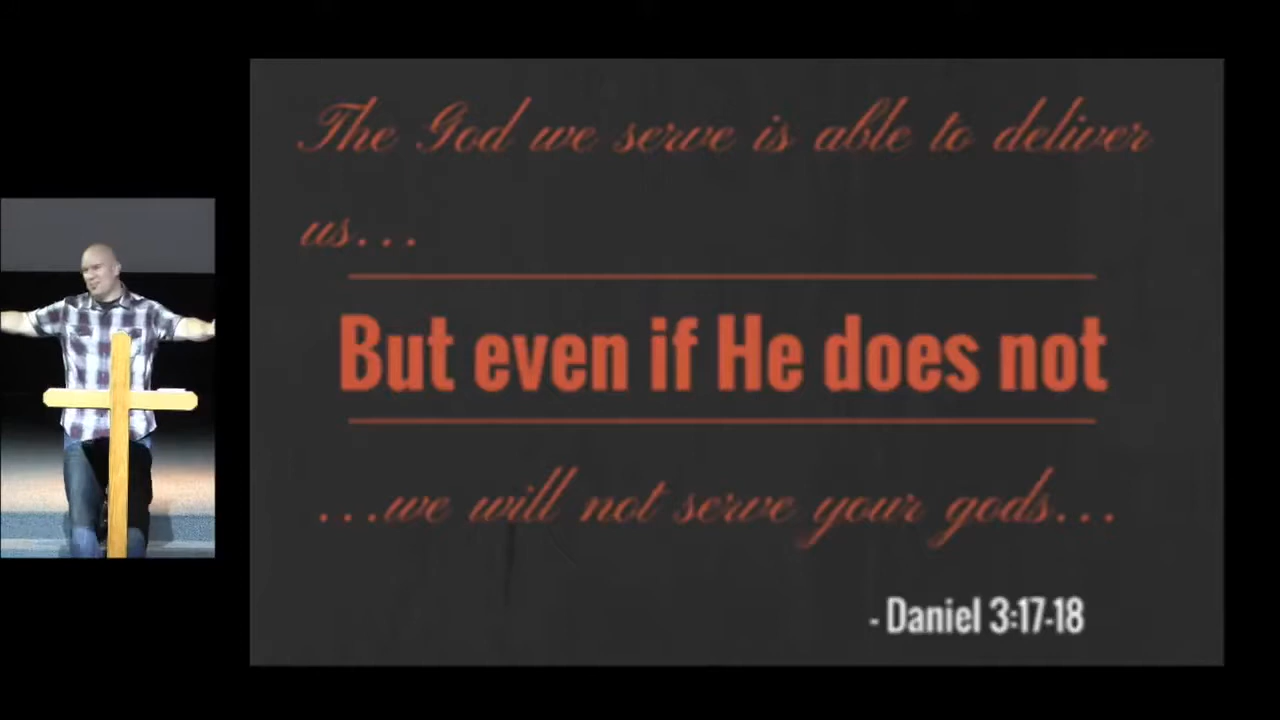 The God we serve is able to deliver
us...
But even if He does not
...we will not serve your gods...
- Daniel 3:17-18